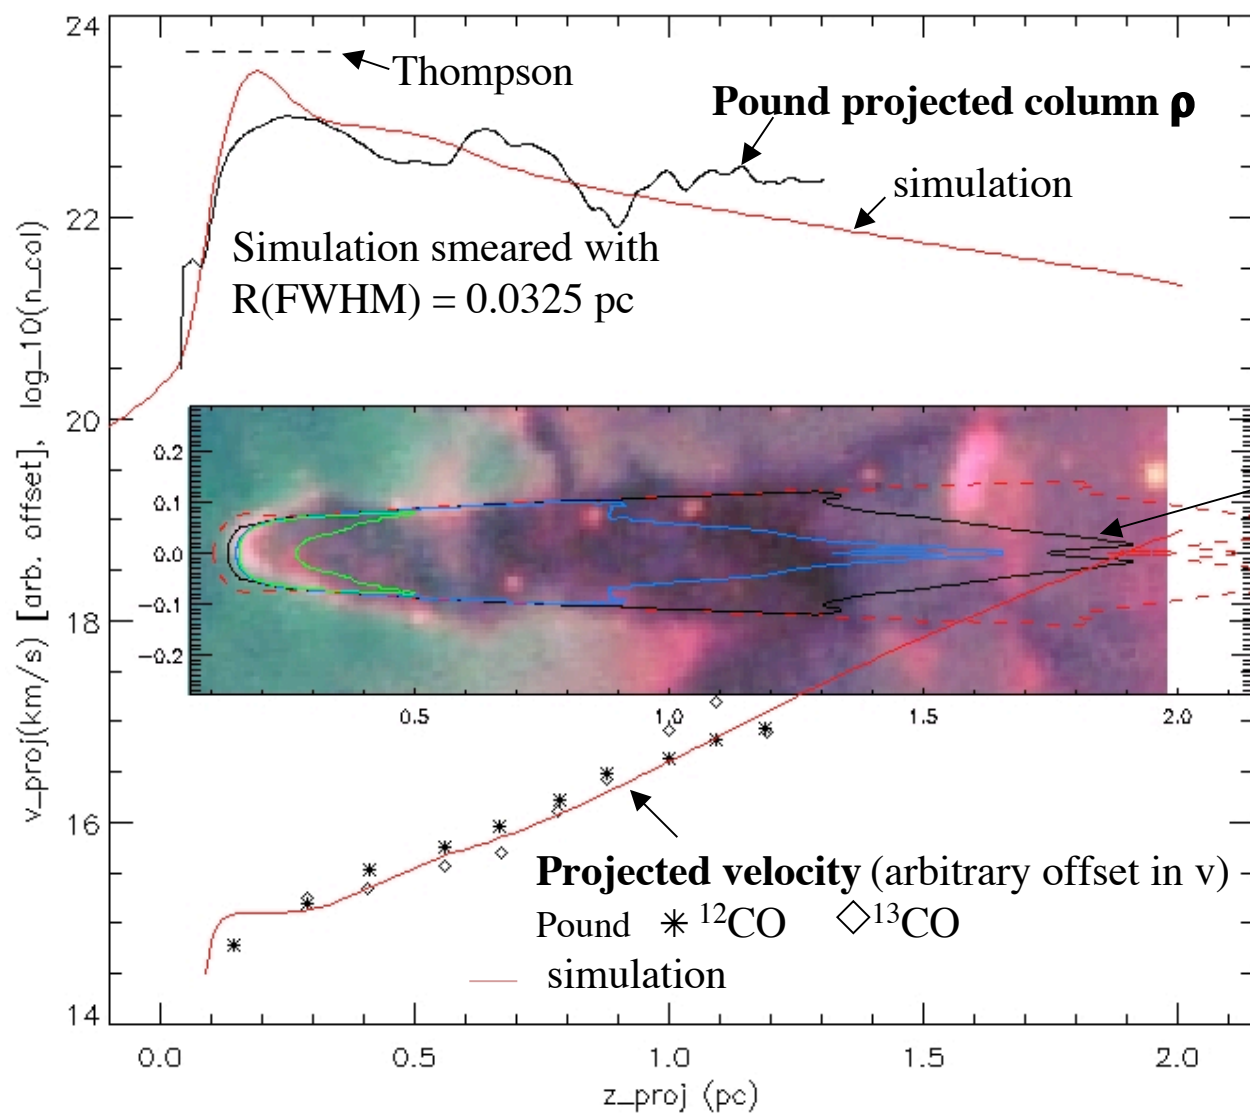 24
Thompson
Pound projected column ρ
simulation
22
Simulation smeared with
R(FWHM) = 0.0325 pc
v_proj(km/s) [arb. offset], log_10(n_col)
20
0.2
0.1
0.0
-0.1
-0.2
18
0.5 1.0 1.5 2.0
16
Projected velocity (arbitrary offset in v)
Pound ✳ ¹²CO ◇ ¹³CO
simulation
14
0.0 0.5 1.0 1.5 2.0
z_proj (pc)